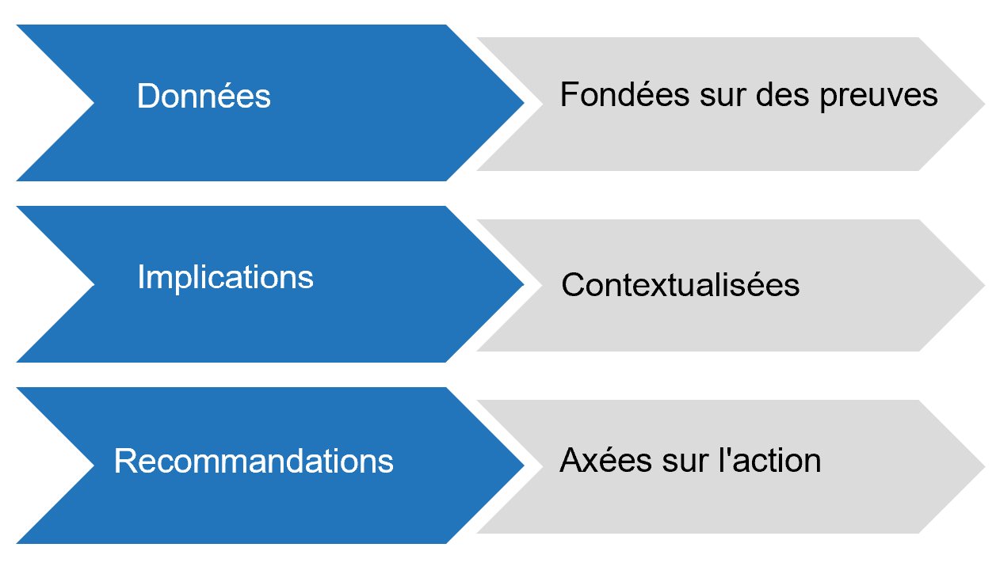 Données
Fondées sur des preuves
Implications
Contextualisées
Recommandations
Axées sur l'action